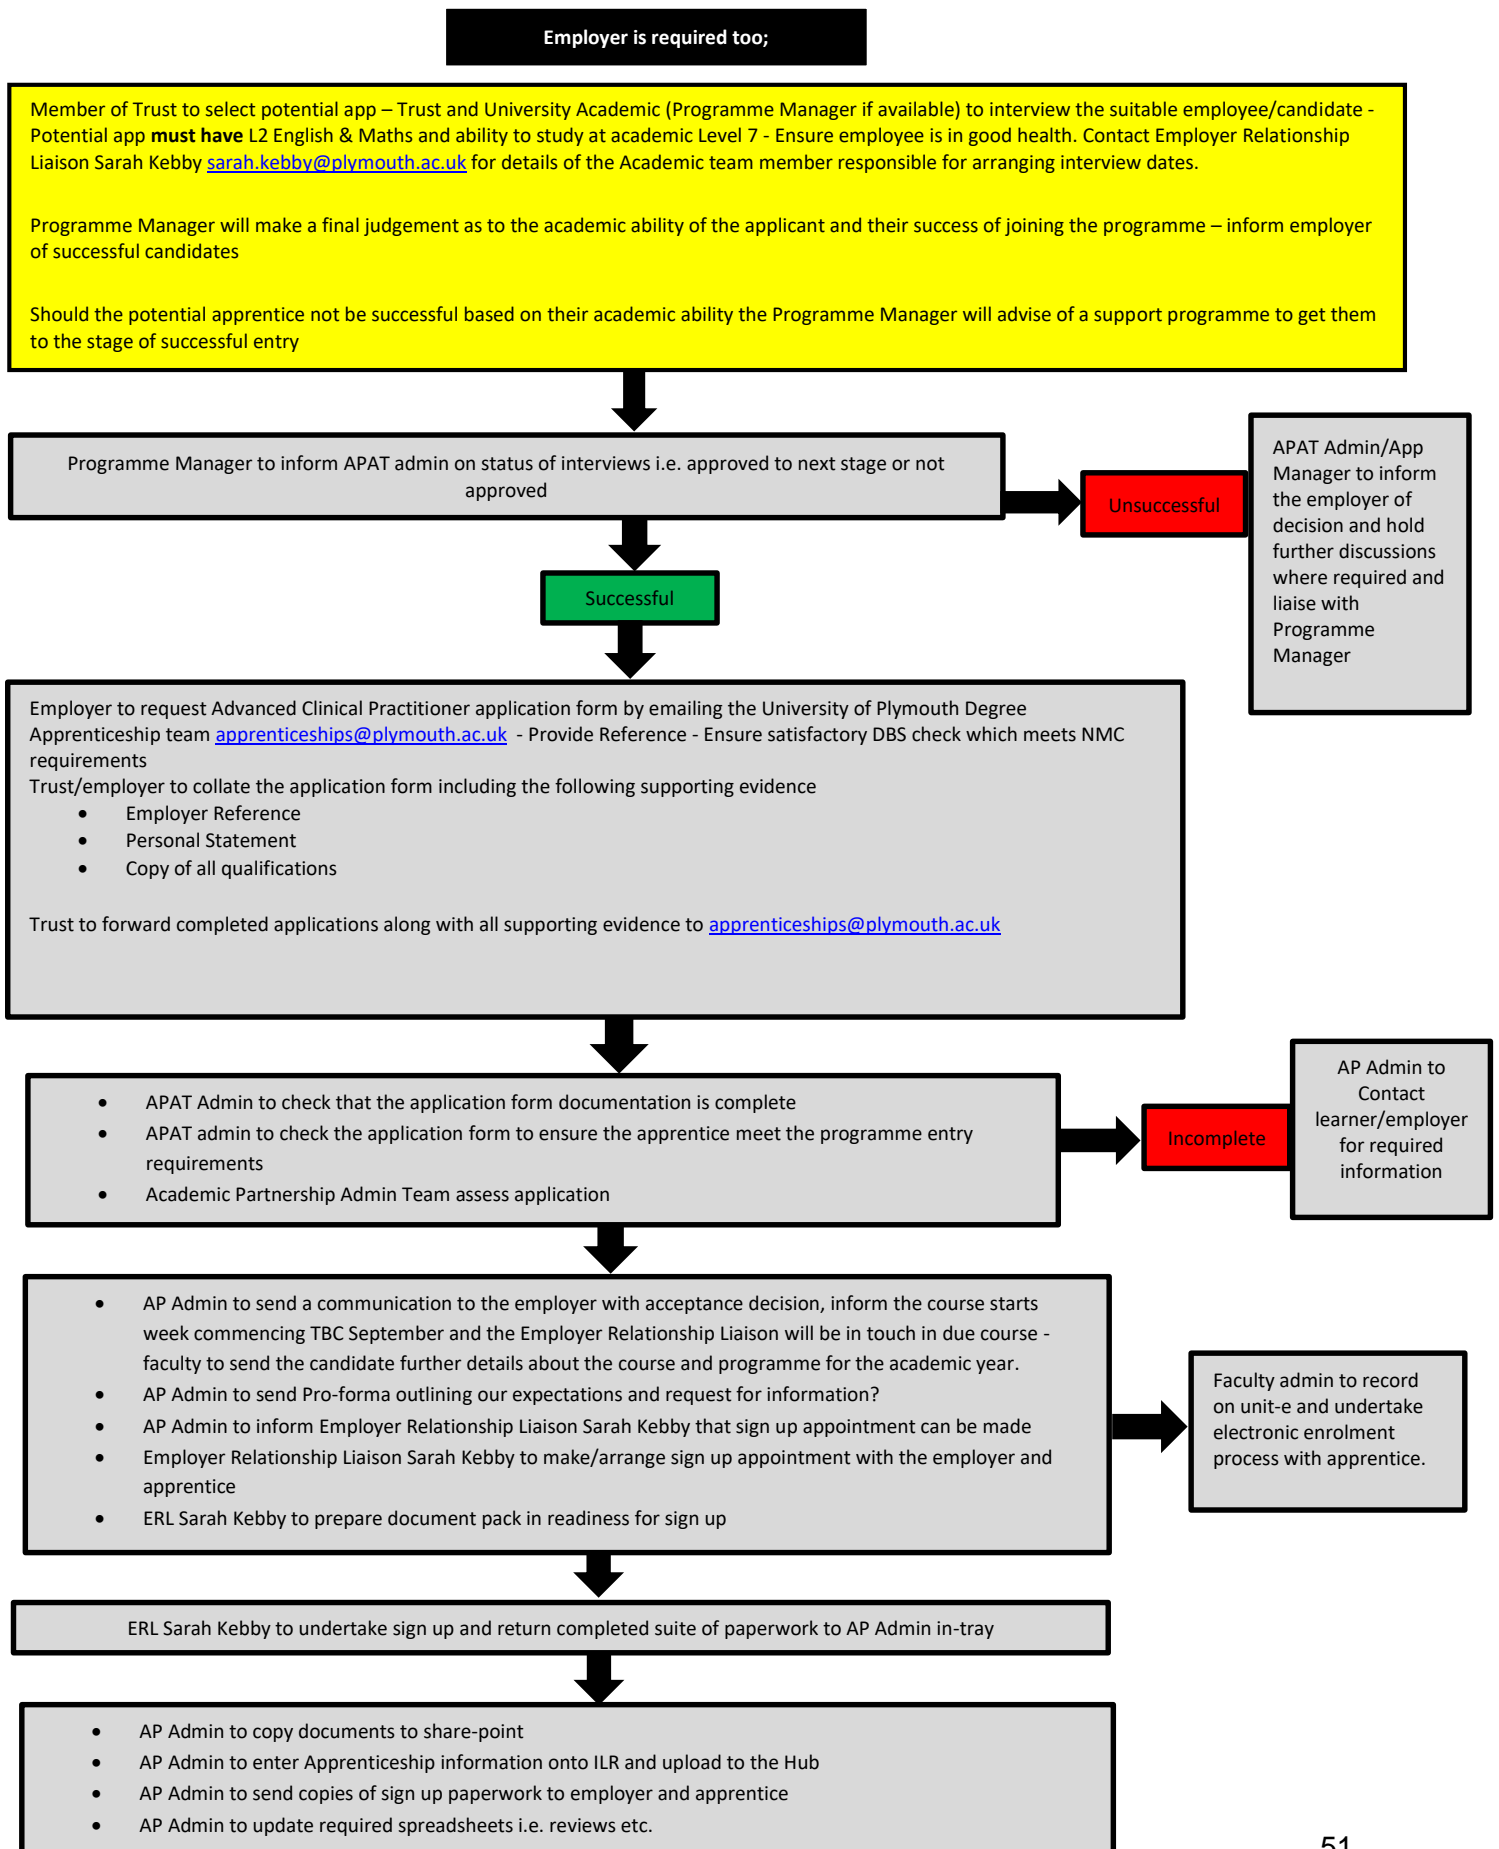 Employer is required too;
Member of Trust to select potential app – Trust and University Academic (Programme Manager if available) to interview the suitable employee/candidate -
Potential app must have L2 English & Maths and ability to study at academic Level 7 - Ensure employee is in good health. Contact Employer Relationship
Liaison Sarah Kebby sarah.kebby@plymouth.ac.uk for details of the Academic team member responsible for arranging interview dates.
Programme Manager will make a final judgement as to the academic ability of the applicant and their success of joining the programme – inform employer
of successful candidates
Should the potential apprentice not be successful based on their academic ability the Programme Manager will advise of a support programme to get them
to the stage of successful entry
Programme Manager to inform APAT admin on status of interviews i.e. approved to next stage or not
approved
Unsuccessful
APAT Admin/App
Manager to inform
the employer of
decision and hold
further discussions
where required and
liaise with
Programme
Manager
Successful
Employer to request Advanced Clinical Practitioner application form by emailing the University of Plymouth Degree
Apprenticeship team apprenticeships@plymouth.ac.uk - Provide Reference - Ensure satisfactory DBS check which meets NMC
requirements
Trust/employer to collate the application form including the following supporting evidence
• Employer Reference
• Personal Statement
• Copy of all qualifications
Trust to forward completed applications along with all supporting evidence to apprenticeships@plymouth.ac.uk
• APAT Admin to check that the application form documentation is complete
• APAT admin to check the application form to ensure the apprentice meet the programme entry
requirements
• Academic Partnership Admin Team assess application
Incomplete
AP Admin to
Contact
learner/employer
for required
information
• AP Admin to send a communication to the employer with acceptance decision, inform the course starts
week commencing TBC September and the Employer Relationship Liaison will be in touch in due course -
faculty to send the candidate further details about the course and programme for the academic year.
• AP Admin to send Pro-forma outlining our expectations and request for information?
• AP Admin to inform Employer Relationship Liaison Sarah Kebby that sign up appointment can be made
• Employer Relationship Liaison Sarah Kebby to make/arrange sign up appointment with the employer and
apprentice
• ERL Sarah Kebby to prepare document pack in readiness for sign up
Faculty admin to record
on unit-e and undertake
electronic enrolment
process with apprentice.
ERL Sarah Kebby to undertake sign up and return completed suite of paperwork to AP Admin in-tray
• AP Admin to copy documents to share-point
• AP Admin to enter Apprenticeship information onto ILR and upload to the Hub
• AP Admin to send copies of sign up paperwork to employer and apprentice
• AP Admin to update required spreadsheets i.e. reviews etc.
51